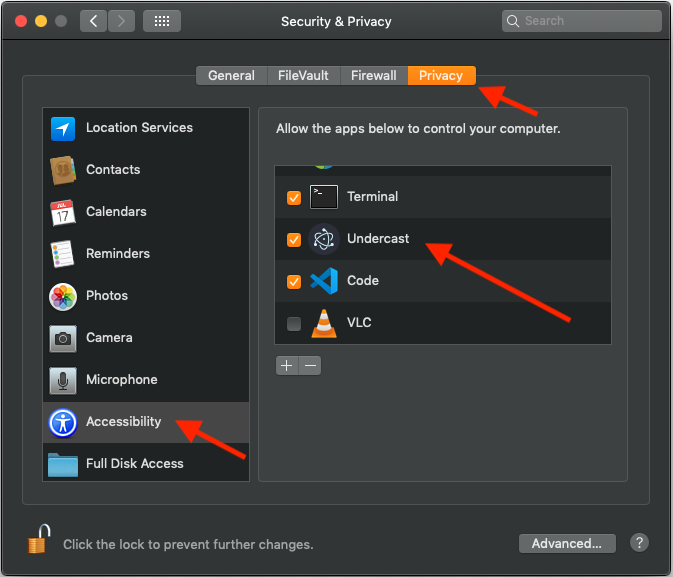 Security & Privacy
Search
General
FileVault
Firewall
Privacy
Location Services
Contacts
Calendars
Reminders
Photos
Camera
Microphone
Accessibility
Full Disk Access
JUL
17
Allow the apps below to control your computer.
>_
Terminal
Undercast
Code
VLC
+
−
Click the lock to prevent further changes.
Advanced...
?